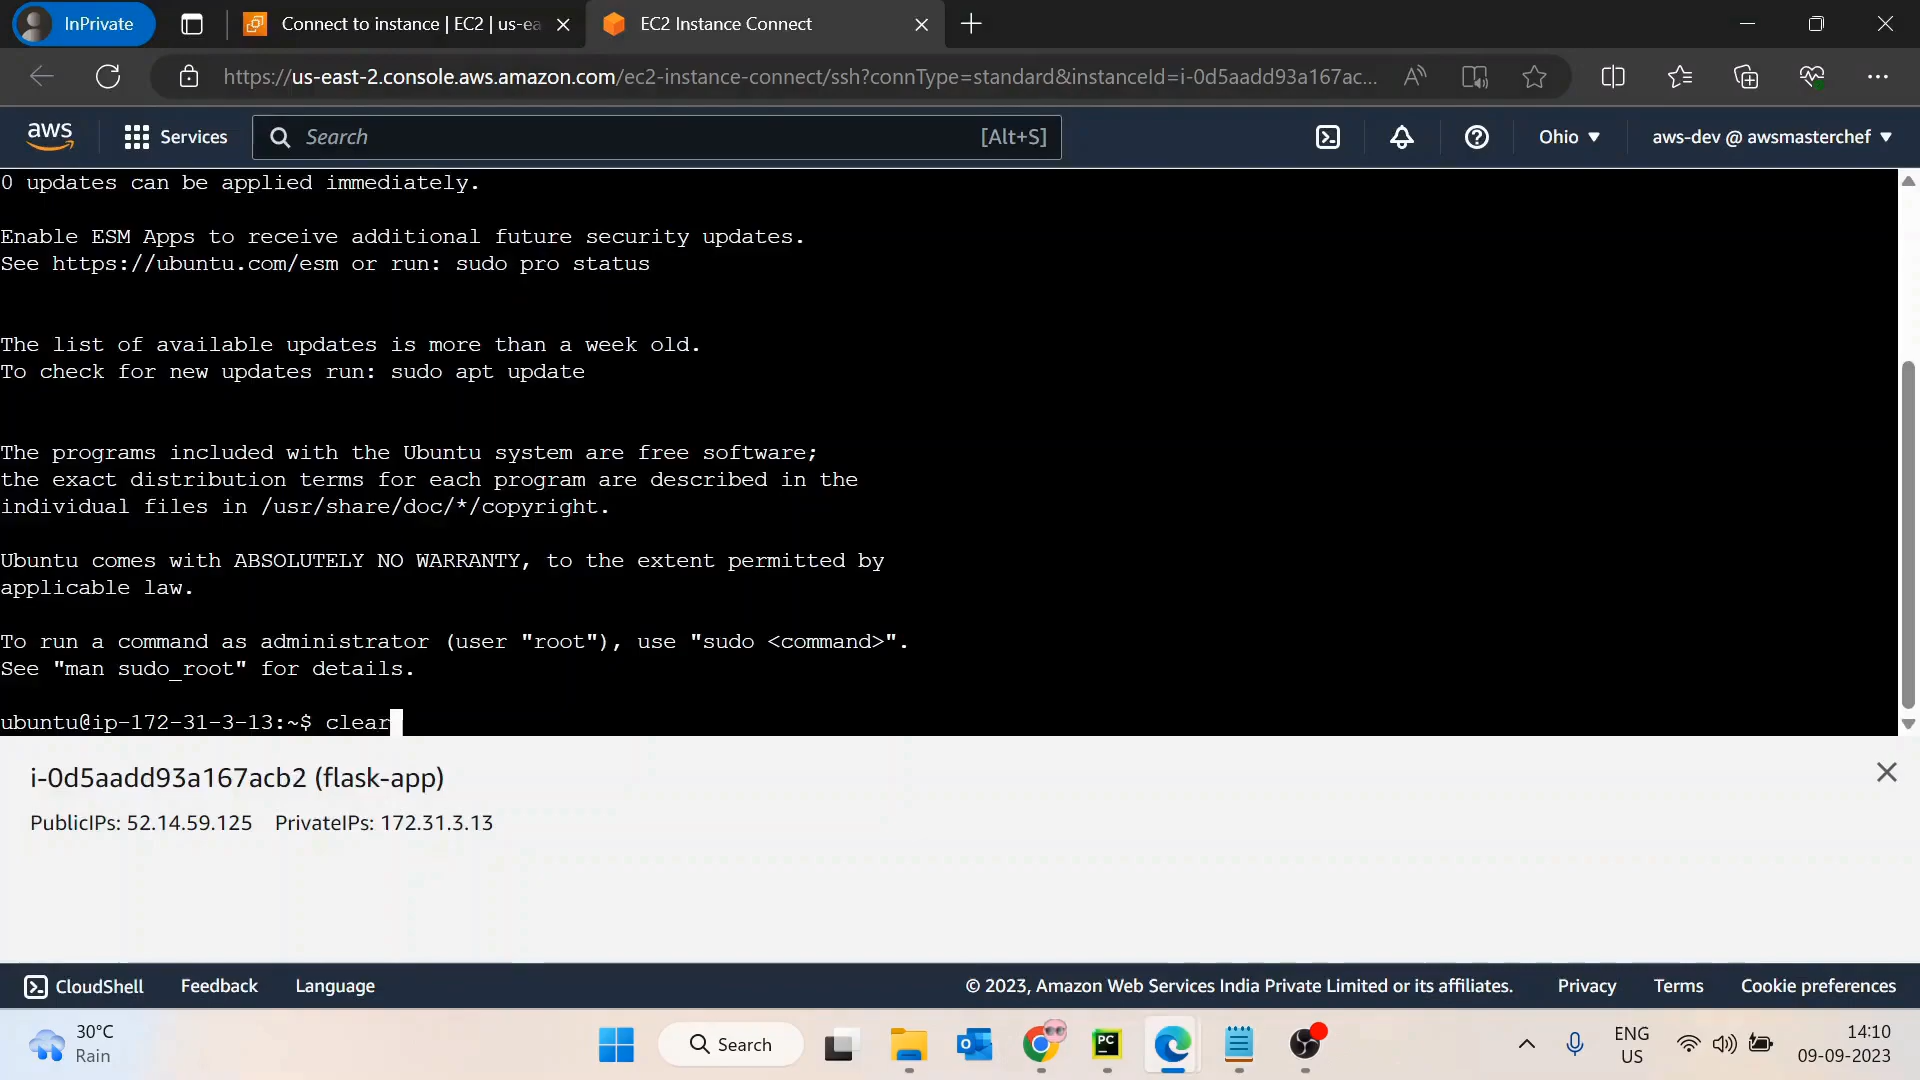 InPrivate
Connect to instance | EC2 | us-ea
EC2 Instance Connect
https://us-east-2.console.aws.amazon.com/ec2-instance-connect/ssh?connType=standard&instanceId=i-0d5aadd93a167ac...
aws
Services
Search
[Alt+S]
Ohio
aws-dev @ awsmasterchef
0 updates can be applied immediately.
Enable ESM Apps to receive additional future security updates.
See https://ubuntu.com/esm or run: sudo pro status
The list of available updates is more than a week old.
To check for new updates run: sudo apt update
The programs included with the Ubuntu system are free software;
the exact distribution terms for each program are described in the
individual files in /usr/share/doc/*/copyright.
Ubuntu comes with ABSOLUTELY NO WARRANTY, to the extent permitted by
applicable law.
To run a command as administrator (user "root"), use "sudo <command>".
See "man sudo_root" for details.
ubuntu@ip-172-31-3-13:~$ clear
i-0d5aadd93a167acb2 (flask-app)
PublicIPs: 52.14.59.125 PrivateIPs: 172.31.3.13
CloudShell
Feedback
Language
© 2023, Amazon Web Services India Private Limited or its affiliates.
Privacy
Terms
Cookie preferences
30°C
Rain
Search
PC
ENG
US
14:10
09-09-2023